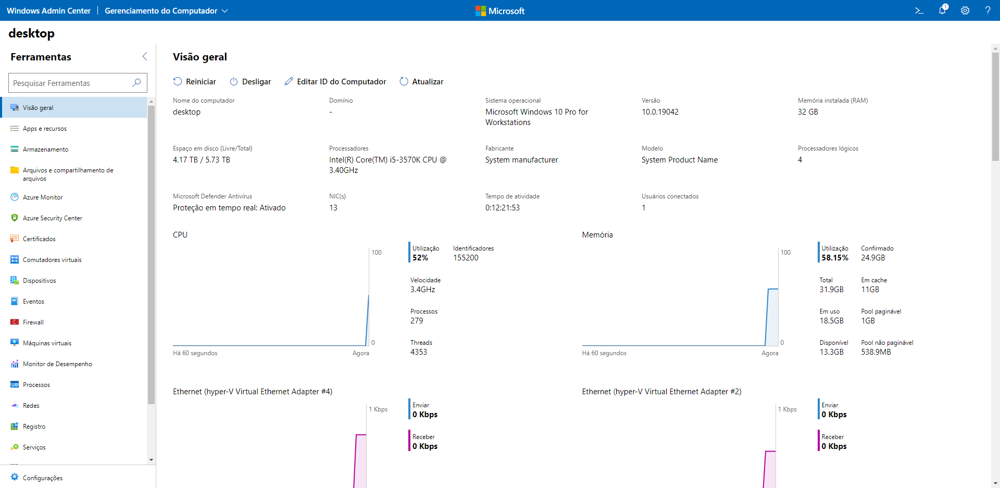 Windows Admin Center
Gerenciamento do Computador
Microsoft
1
desktop
Ferramentas
Pesquisar Ferramentas
Visão geral
Apps e recursos
Armazenamento
Arquivos e compartilhamento de
arquivos
Azure Monitor
Azure Security Center
Certificados
Comutadores virtuais
Dispositivos
Eventos
Firewall
Máquinas virtuais
Monitor de Desempenho
Processos
Redes
Registro
Serviços
Configurações
Visão geral
Reiniciar
Desligar
Editar ID do Computador
Atualizar
Nome do computador
desktop
Domínio
-
Sistema operacional
Microsoft Windows 10 Pro for
Workstations
Versão
10.0.19042
Memória instalada (RAM)
32 GB
Espaço em disco (Livre/Total)
4.17 TB / 5.73 TB
Processadores
Intel(R) Core(TM) i5-3570K CPU @
3.40GHz
Fabricante
System manufacturer
Modelo
System Product Name
Processadores lógicos
4
Microsoft Defender Antivírus
Proteção em tempo real: Ativado
NIC(s)
13
Tempo de atividade
0:12:21:53
Usuários conectados
1
CPU
100
0
Há 60 segundos
Agora
Utilização
52%
Identificadores
155200
Velocidade
3.4GHz
Processos
279
Threads
4353
Memória
100
0
Há 60 segundos
Agora
Utilização
58.15%
Confirmado
24.9GB
Total
31.9GB
Em cache
11GB
Em uso
18.5GB
Pool paginável
1GB
Disponível
13.3GB
Pool não paginável
538.9MB
Ethernet (hyper-V Virtual Ethernet Adapter #4)
1 Kbps
Enviar
0 Kbps
Receber
0 Kbps
Ethernet (hyper-V Virtual Ethernet Adapter #2)
1 Kbps
Enviar
0 Kbps
Receber
0 Kbps